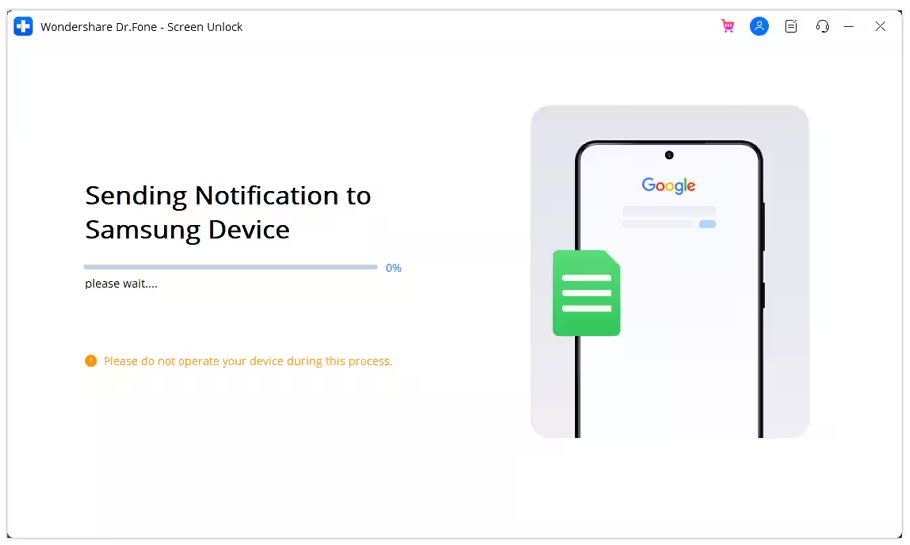 Wondershare Dr.Fone - Screen Unlock
Sending Notification to
Samsung Device
0%
please wait....
Please do not operate your device during this process.
Google